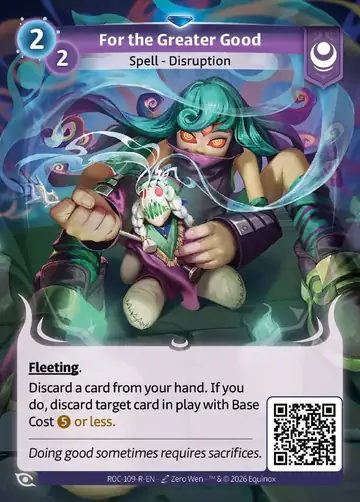 2
2
For the Greater Good
Spell - Disruption
Fleeting.
Discard a card from your hand. If you
do, discard target card in play with Base
Cost 5 or less.
Doing good sometimes requires sacrifices.
ROC-109-R-EN - Zero Wen - ™ & © 2026 Equinox